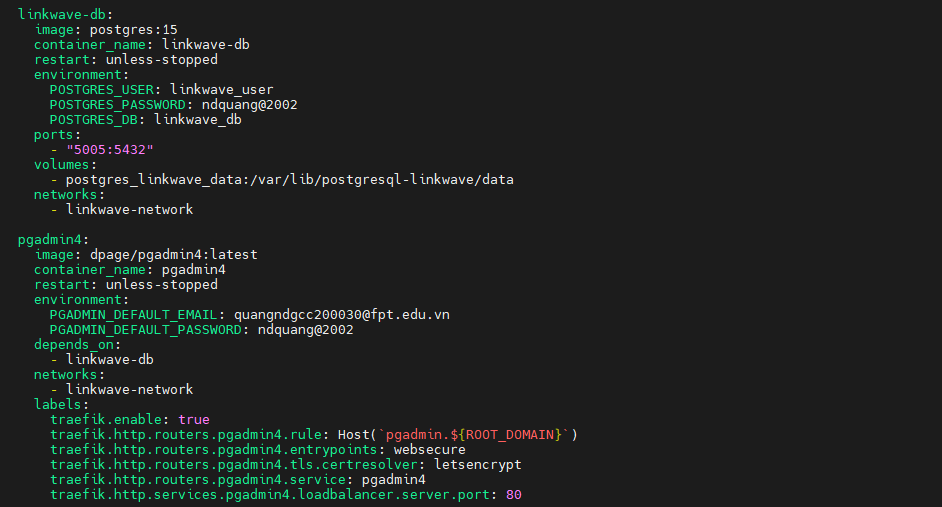 linkwave-db:
  image: postgres:15
  container_name: linkwave-db
  restart: unless-stopped
  environment:
    POSTGRES_USER: linkwave_user
    POSTGRES_PASSWORD: ndquang@2002
    POSTGRES_DB: linkwave_db
  ports:
    - "5005:5432"
  volumes:
    - postgres_linkwave_data:/var/lib/postgresql-linkwave/data
  networks:
    - linkwave-network

pgadmin4:
  image: dpage/pgadmin4:latest
  container_name: pgadmin4
  restart: unless-stopped
  environment:
    PGADMIN_DEFAULT_EMAIL: quangndgcc200030@fpt.edu.vn
    PGADMIN_DEFAULT_PASSWORD: ndquang@2002
  depends_on:
    - linkwave-db
  networks:
    - linkwave-network
  labels:
    traefik.enable: true
    traefik.http.routers.pgadmin4.rule: Host(`pgadmin.${ROOT_DOMAIN}`)
    traefik.http.routers.pgadmin4.entrypoints: websecure
    traefik.http.routers.pgadmin4.tls.certresolver: letsencrypt
    traefik.http.routers.pgadmin4.service: pgadmin4
    traefik.http.services.pgadmin4.loadbalancer.server.port: 80